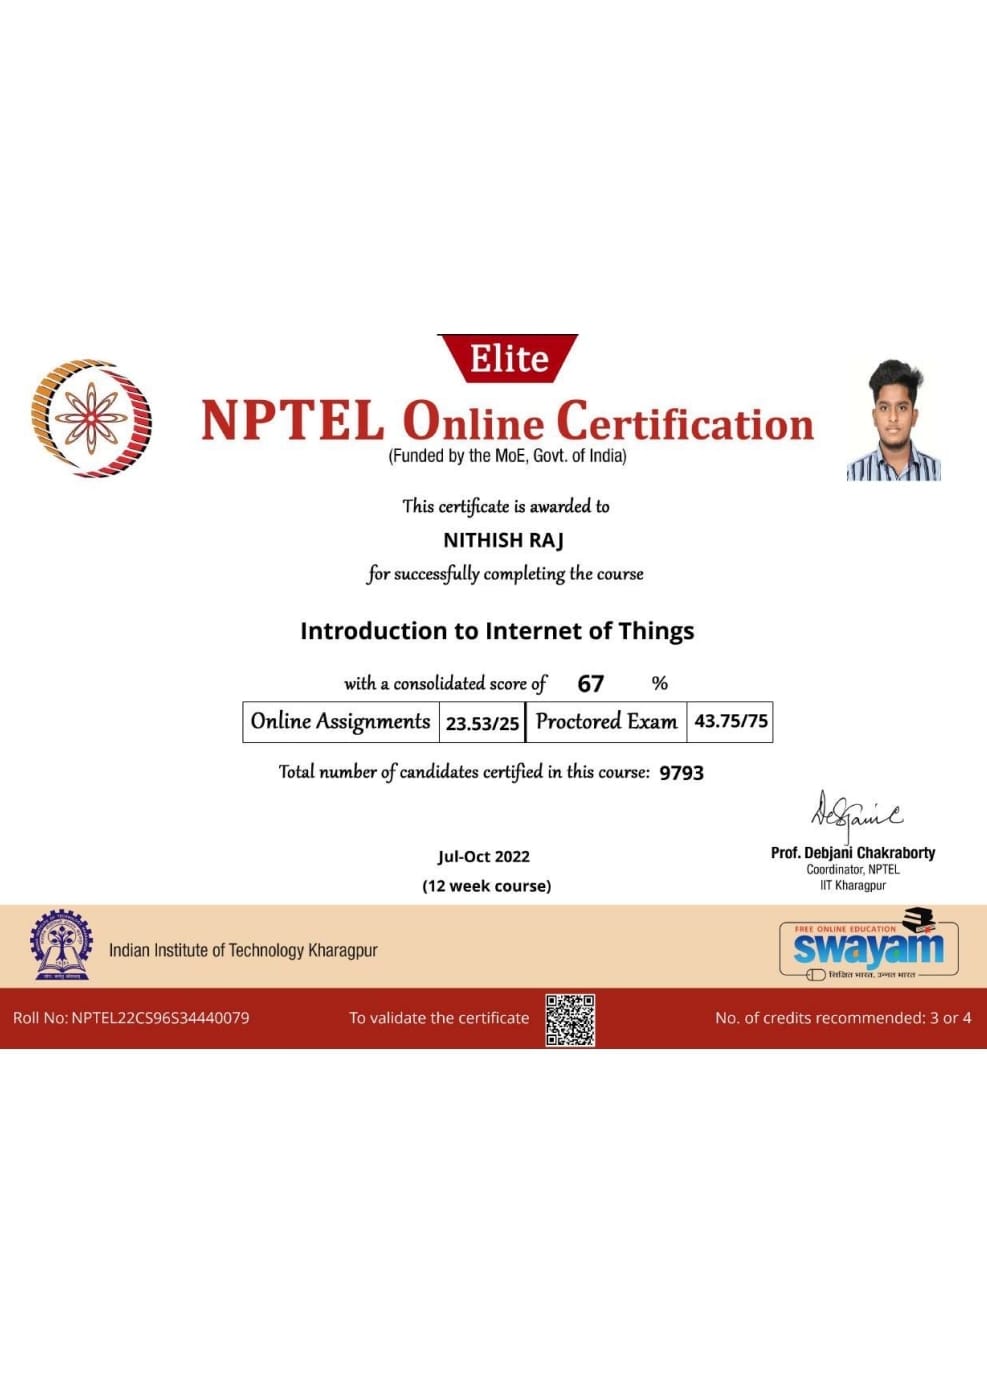 Elite
NPTEL Online Certification
(Funded by the MoE, Govt. of India)
This certificate is awarded to
NITHISH RAJ
for successfully completing the course
Introduction to Internet of Things
with a consolidated score of 67 %
Online Assignments 23.53/25 Proctored Exam 43.75/75
Total number of candidates certified in this course: 9793
Prof. Debjani Chakraborty
Coordinator, NPTEL
IIT Kharagpur
Jul-Oct 2022
(12 week course)
Indian Institute of Technology Kharagpur
FREE ONLINE EDUCATION
swayam
शिक्षित भारत, उन्नत भारत
Roll No: NPTEL22CS96S34440079 To validate the certificate No. of credits recommended: 3 or 4